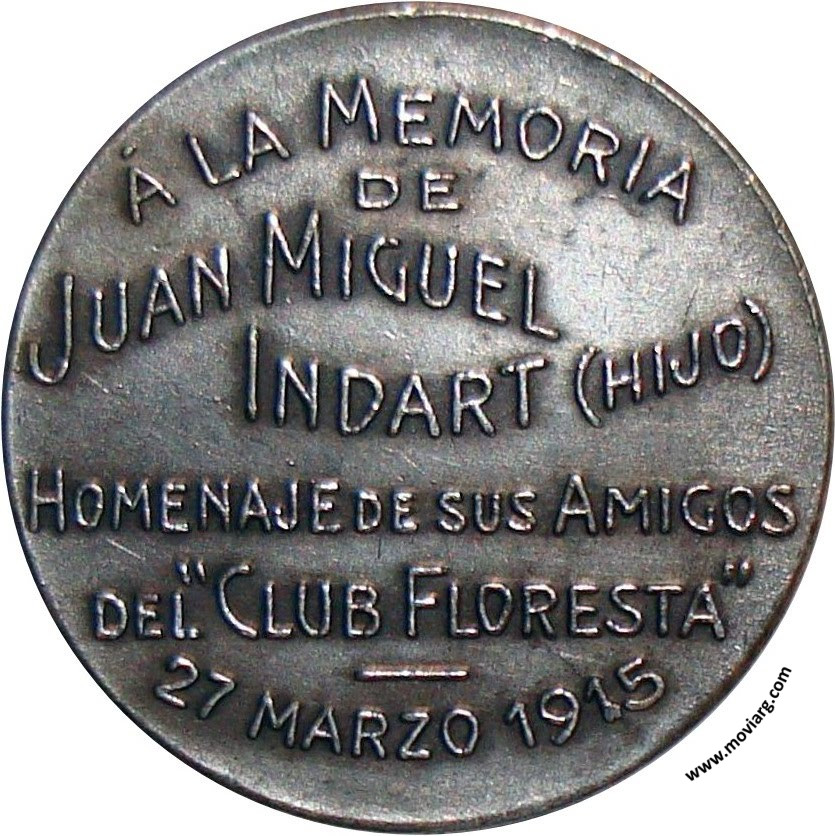 À LA MEMORIA
DE
JUAN MIGUEL
INDART (HIJO)
HOMENAJE DE SUS AMIGOS
DEL "CLUB FLORESTA"
27 MARZO 1915
www.moviarg.com